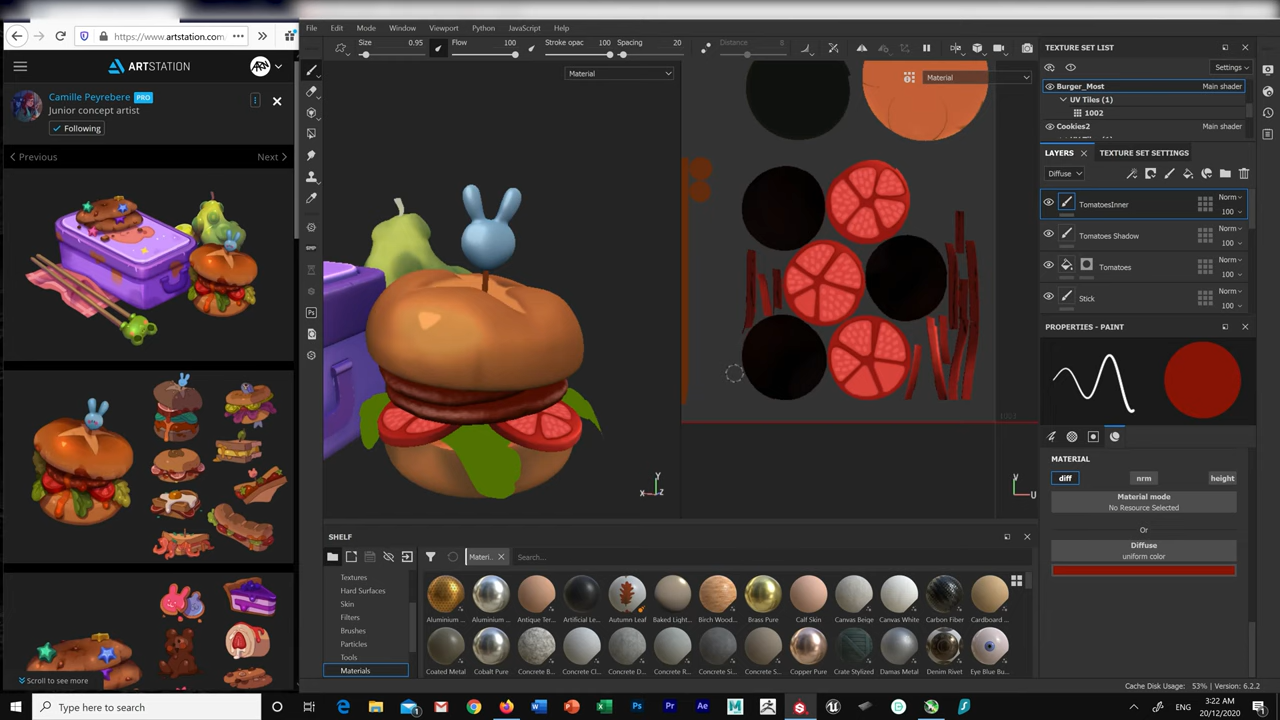 https://www.artstation.com
ARTSTATION
Camille Peyrebere PRO
Junior concept artist
Following
Previous
Next
Scroll to see more
File Edit Mode Window Viewport Python JavaScript Help
Size 0.95 Flow 100 Stroke opac 100 Spacing 20 Distance 8
Material
Material
TEXTURE SET LIST
Settings
Burger_Most Main shader
UV Tiles (1)
1002
Cookies2 Main shader
LAYERS TEXTURE SET SETTINGS
Diffuse
TomatoesInner Norm 100
Tomatoes Shadow Norm 100
Tomatoes Norm 100
Stick Norm 100
PROPERTIES - PAINT
MATERIAL
diff nrm height
Material mode
No Resource Selected
Or
Diffuse
uniform color
Y
X Z
V
U
SHELF
Materi...
Search...
Textures
Hard Surfaces
Skin
Filters
Brushes
Particles
Tools
Materials
Aluminium ... Aluminium ... Antique Ter... Artificial Le... Autumn Leaf Baked Light... Birch Wood... Brass Pure Calf Skin Canvas Beige Canvas White Carbon Fiber Cardboard ...
Coated Metal Cobalt Pure Concrete B... Concrete Cl... Concrete D... Concrete R... Concrete Si... Concrete S... Copper Pure Crate Stylized Damas Metal Denim Rivet Eye Blue Bu...
Cache Disk Usage: 53% | Version: 6.2.2
Type here to search
ENG
3:22 AM
20/12/2020